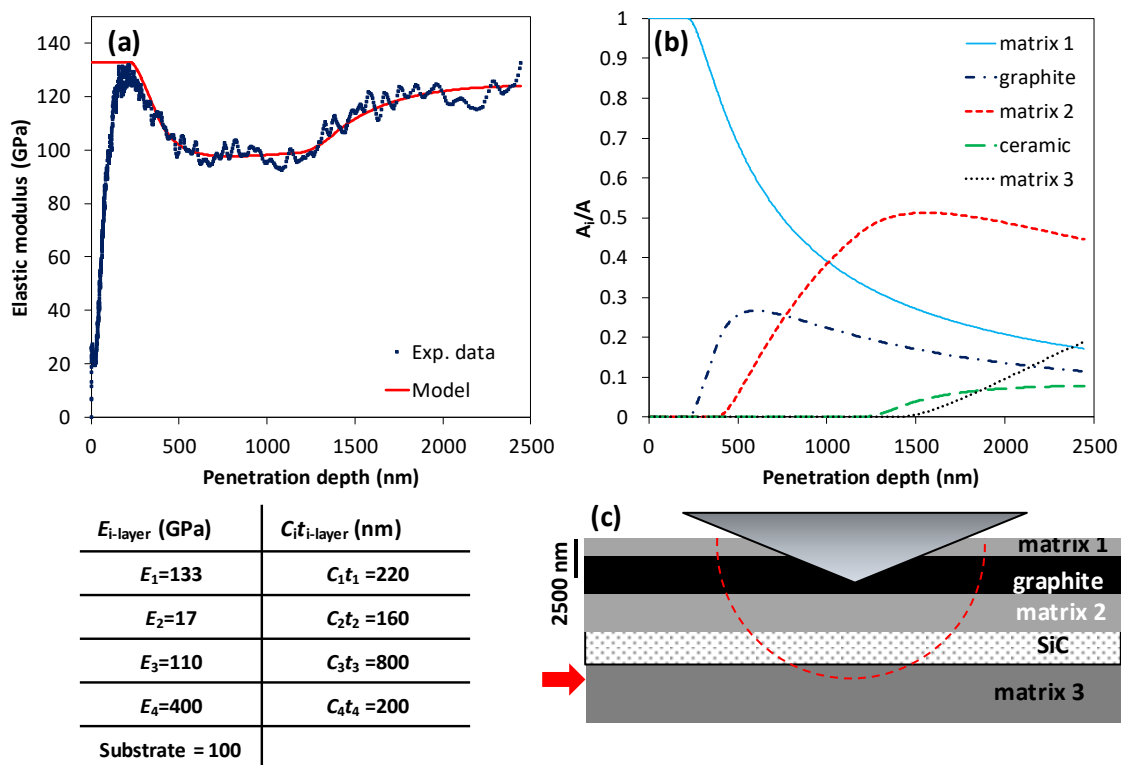 (a)
140
120
100
80
60
40
20
0
Elastic modulus (GPa)
Exp. data
Model
0 500 1000 1500 2000 2500
Penetration depth (nm)
(b)
1
0.9
0.8
0.7
0.6
0.5
0.4
0.3
0.2
0.1
0
Ai/A
matrix 1
graphite
matrix 2
ceramic
matrix 3
0 500 1000 1500 2000 2500
Penetration depth (nm)
Ei-layer (GPa) Citi-layer (nm)
E1=133 C1t1 =220
E2=17 C2t2 =160
E3=110 C3t3 =800
E4=400 C4t4 =200
Substrate = 100
(c)
2500 nm
matrix 1
graphite
matrix 2
SiC
matrix 3